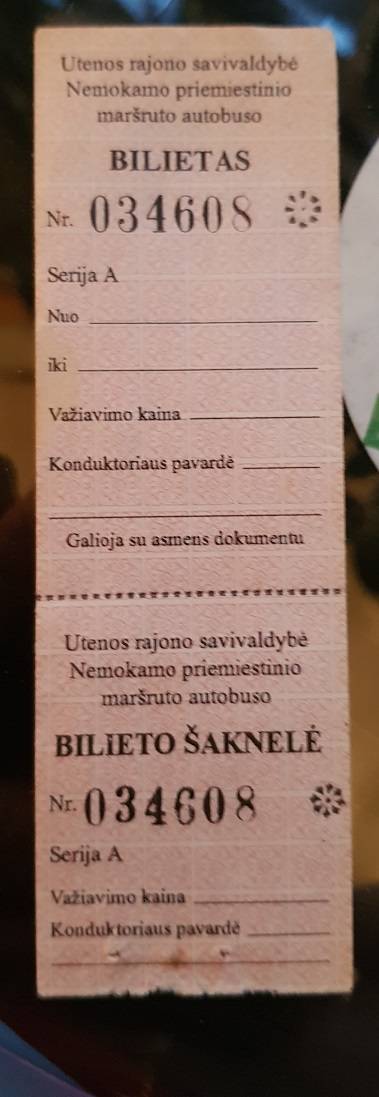 Utenos rajono savivaldybė
Nemokamo priemiestinio
maršruto autobuso
BILIETAS
Nr. 034608
Serija A
Nuo
iki
Važiavimo kaina
Konduktoriaus pavardė
Galioja su asmens dokumentu
Utenos rajono savivaldybė
Nemokamo priemiestinio
maršruto autobuso
BILIETO ŠAKNELĖ
Nr. 034608
Serija A
Važiavimo kaina
Konduktoriaus pavardė